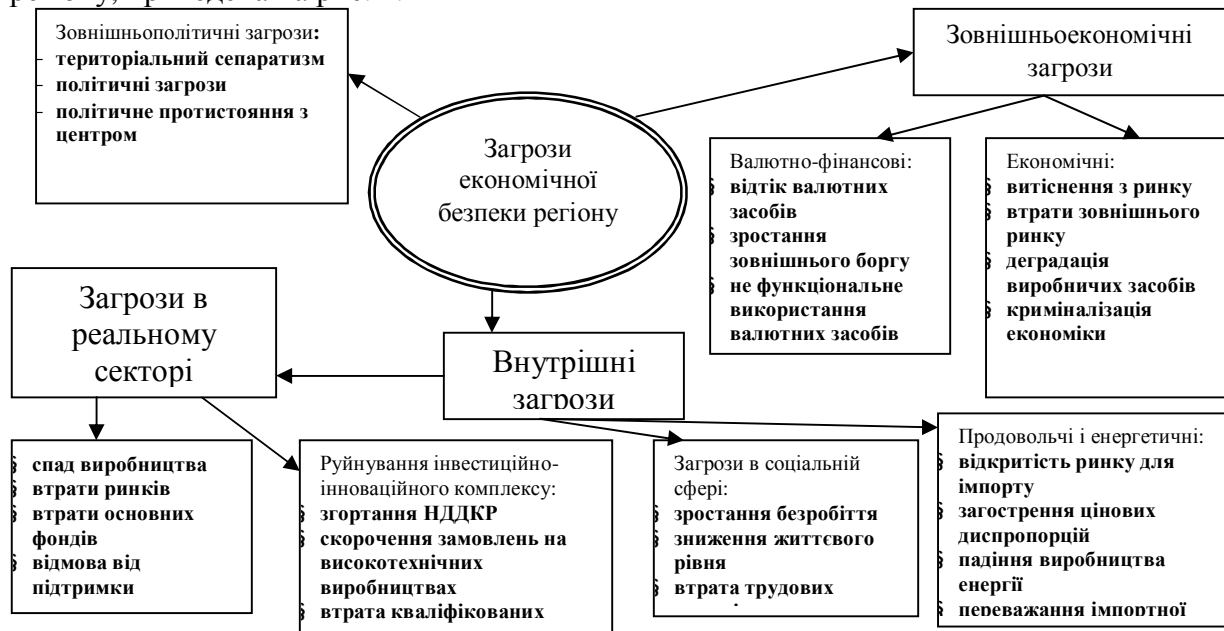 Зовнішньополітичні загрози:
- територіальний сепаратизм
- політичні загрози
- політичне протистояння з
центром
Загрози
економічної
безпеки регіону
Зовнішньоекономічні
загрози
Валютно-фінансові:
§ відтік валютних
засобів
§ зростання
зовнішнього боргу
§ не функціональне
використання
валютних засобів
Економічні:
§ витіснення з ринку
§ втрати зовнішнього
ринку
§ деградація
виробничих засобів
§ криміналізація
економіки
Загрози в
реальному
секторі
Внутрішні
загрози
§ спад виробництва
§ втрати ринків
§ втрати основних
фондів
§ відмова від
підтримки
Руйнування інвестиційно-
інноваційного комплексу:
§ згортання НДДКР
§ скорочення замовлень на
високотехнічних
виробництвах
§ втрата кваліфікованих
Загрози в соціальній
сфері:
§ зростання безробіття
§ зниження життєвого
рівня
§ втрата трудових
Продовольчі і енергетичні:
§ відкритість ринку для
імпорту
§ загострення цінових
диспропорцій
§ падіння виробництва
енергії
§ переважання імпортної